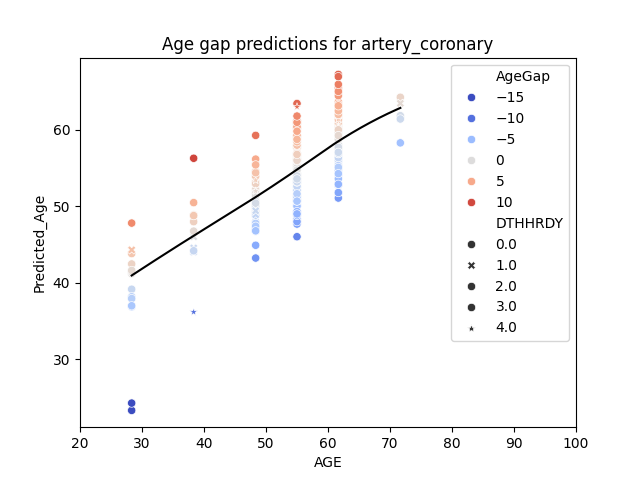 Age gap predictions for artery_coronary
Predicted_Age
60
50
40
30
20 30 40 50 60 70 80 90 100
AGE
AgeGap
−15
−10
−5
0
5
10
DTHHRDY
0.0
1.0
2.0
3.0
4.0